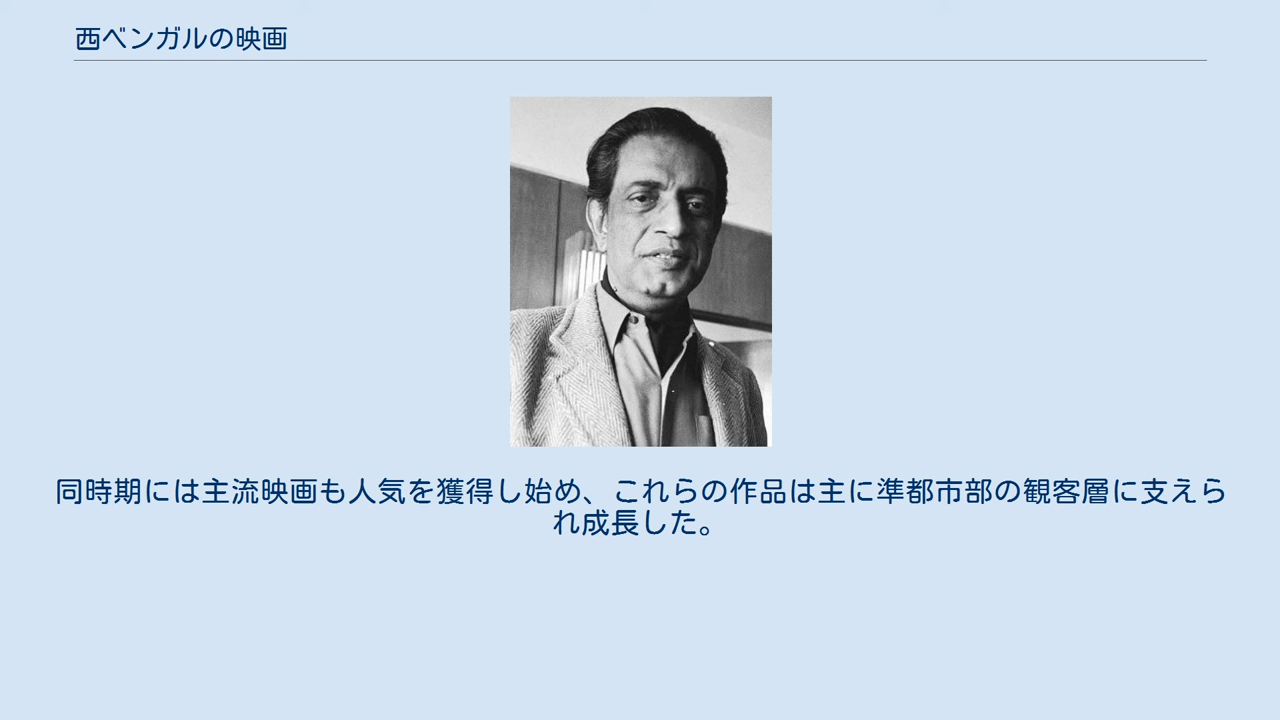 西ベンガルの映画
同時期には主流映画も人気を獲得し始め、これらの作品は主に準都市部の観客層に支えら
れ成長した。